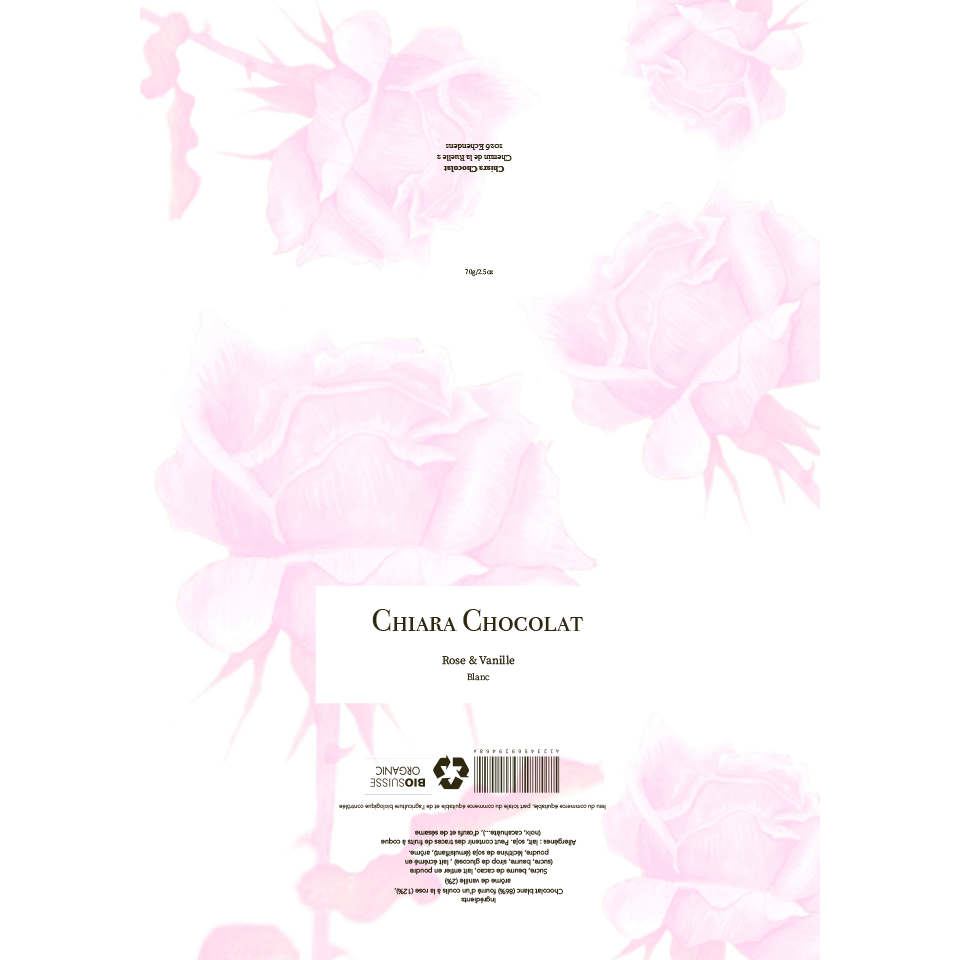 Chiara Chocolat
Chemin de la Ruelle 2
1026 Echendens
70g/2.5oz
Chiara Chocolat
Rose & Vanille
Blanc
A1234565929468A
BIOSUISSE
ORGANIC
Issu du commerce équitable, part totale du commerce équitable et de l'agriculture biologique contrôlée
Ingrédients
Chocolat blanc (86%) fourré d'un coulis à la rose (12%),
arôme de vanille (2%)
Sucre, beurre de cacao, lait entier en poudre
(sucre, beurre, sirop de glucose) , lait écrémé en
poudre, lécithine de soja (émulsifiant), arôme.
Allergènes : lait, soja. Peut contenir des traces de fruits à coque
(noix, cacahuète...), d'œufs et de sésame